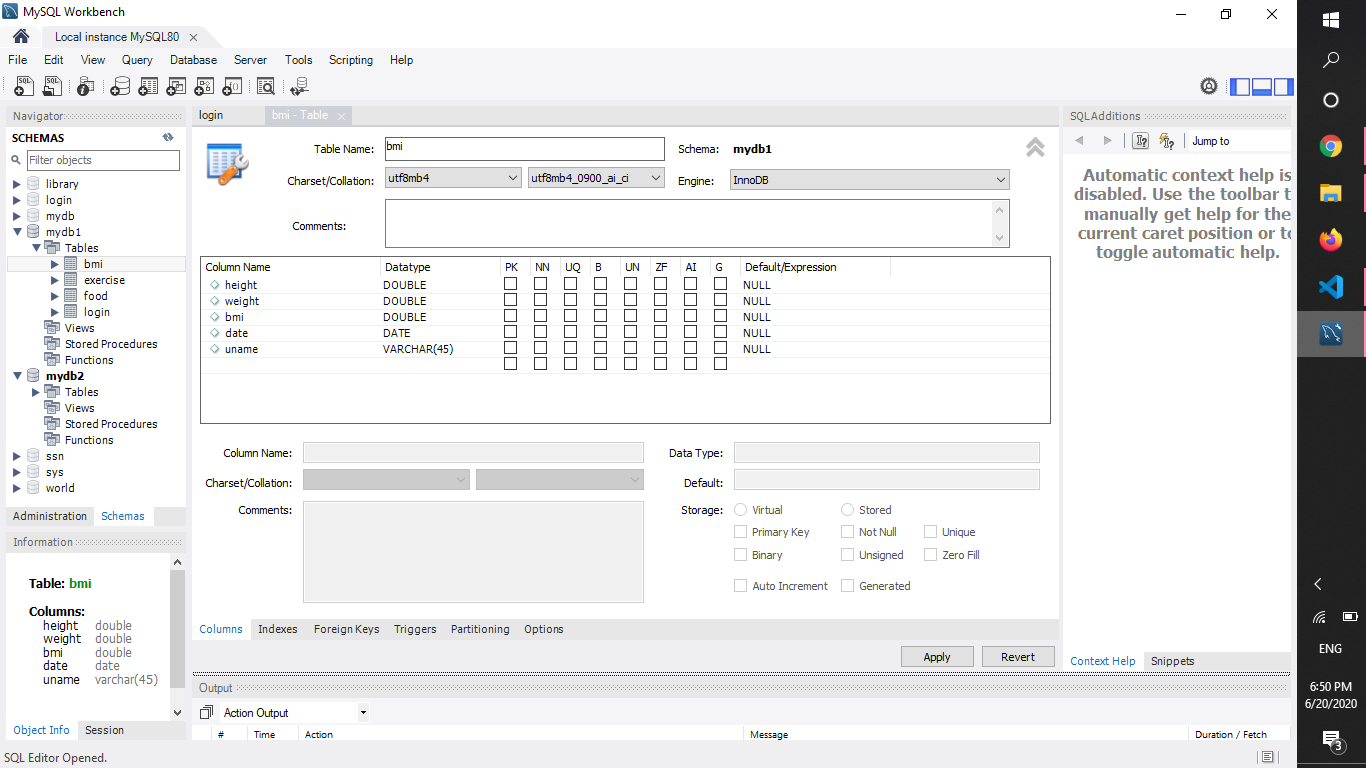 MySQL Workbench
Local instance MySQL80
File Edit View Query Database Server Tools Scripting Help
Navigator
SCHEMAS
Filter objects
library
login
mydb
mydb1
Tables
bmi
exercise
food
login
Views
Stored Procedures
Functions
mydb2
Tables
Views
Stored Procedures
Functions
ssn
sys
world
Administration Schemas
Information
Table: bmi
Columns:
height double
weight double
bmi double
date date
uname varchar(45)
Object Info Session
SQL Editor Opened.
login bmi - Table
Table Name: bmi Schema: mydb1
Charset/Collation: utf8mb4 utf8mb4_0900_ai_ci Engine: InnoDB
Comments:
Column Name Datatype PK NN UQ B UN ZF AI G Default/Expression
height DOUBLE NULL
weight DOUBLE NULL
bmi DOUBLE NULL
date DATE NULL
uname VARCHAR(45) NULL
Column Name: Data Type:
Charset/Collation: Default:
Comments: Storage: Virtual Stored
Primary Key Not Null Unique
Binary Unsigned Zero Fill
Auto Increment Generated
Columns Indexes Foreign Keys Triggers Partitioning Options
Apply Revert
Output
Action Output
# Time Action Message Duration / Fetch
SQLAdditions
Jump to
Automatic context help is
disabled. Use the toolbar t
manually get help for the
current caret position or to
toggle automatic help.
Context Help Snippets
ENG
6:50 PM
6/20/2020
3